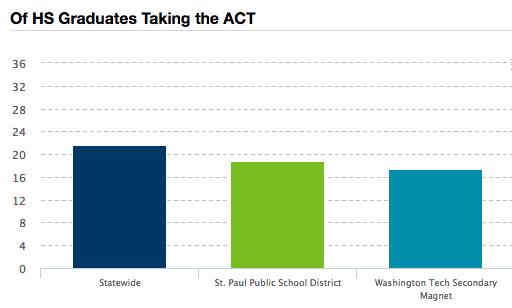 Of HS Graduates Taking the ACT
36
32
28
24
20
16
12
8
4
0
Statewide
St. Paul Public School District
Washington Tech Secondary
Magnet